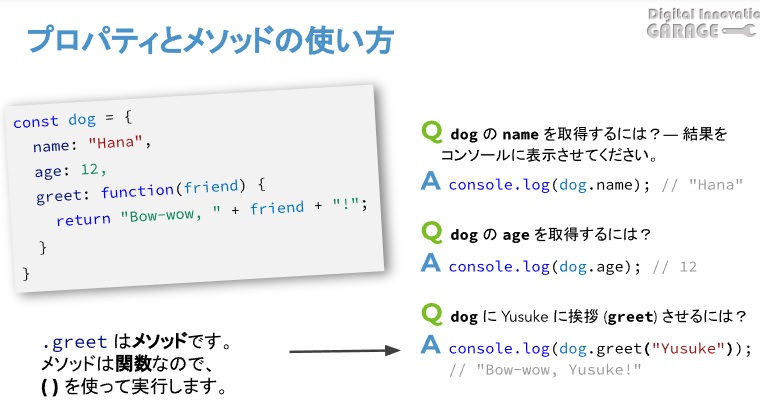 Digital Innovatio
GARAGE
プロパティとメソッドの使い方
const dog = {
name: "Hana",
age: 12,
greet: function(friend) {
return "Bow-wow, " + friend + "!";
}
}
.greet はメソッドです。
メソッドは関数なので、
( ) を使って実行します。
Q dog の name を取得するには？— 結果を
コンソールに表示させてください。
A console.log(dog.name); // "Hana"
Q dog の age を取得するには？
A console.log(dog.age); // 12
Q dog に Yusuke に挨拶 (greet) させるには？
A console.log(dog.greet("Yusuke"));
// "Bow-wow, Yusuke!"